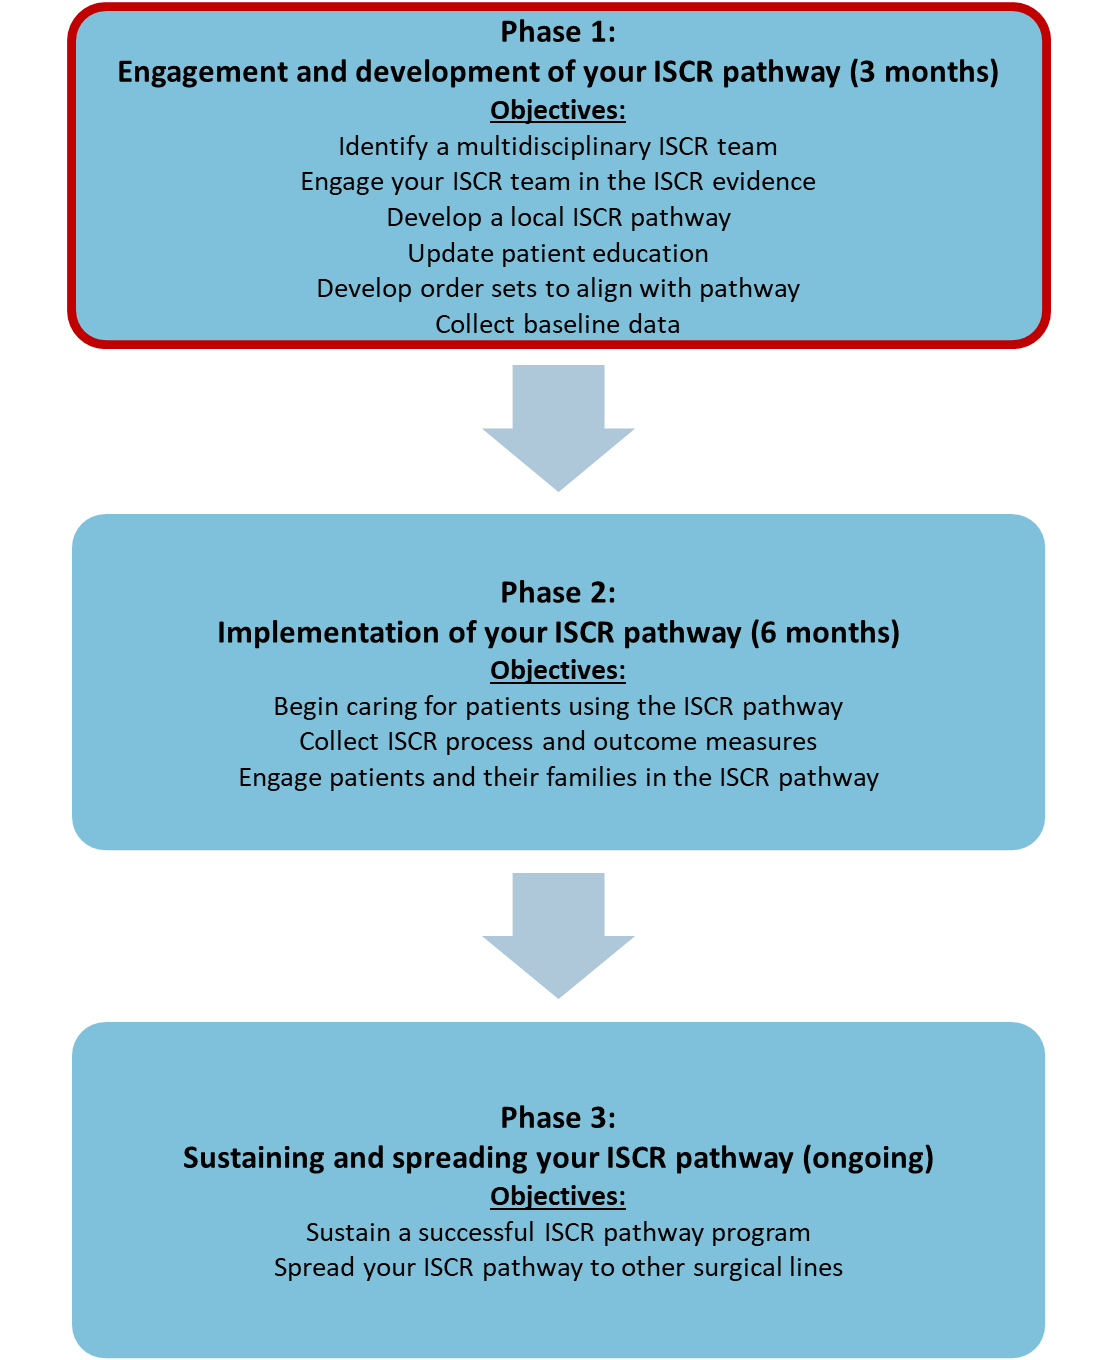 Phase 1:
Engagement and development of your ISCR pathway (3 months)
Objectives:
Identify a multidisciplinary ISCR team
Engage your ISCR team in the ISCR evidence
Develop a local ISCR pathway
Update patient education
Develop order sets to align with pathway
Collect baseline data
Phase 2:
Implementation of your ISCR pathway (6 months)
Objectives:
Begin caring for patients using the ISCR pathway
Collect ISCR process and outcome measures
Engage patients and their families in the ISCR pathway
Phase 3:
Sustaining and spreading your ISCR pathway (ongoing)
Objectives:
Sustain a successful ISCR pathway program
Spread your ISCR pathway to other surgical lines